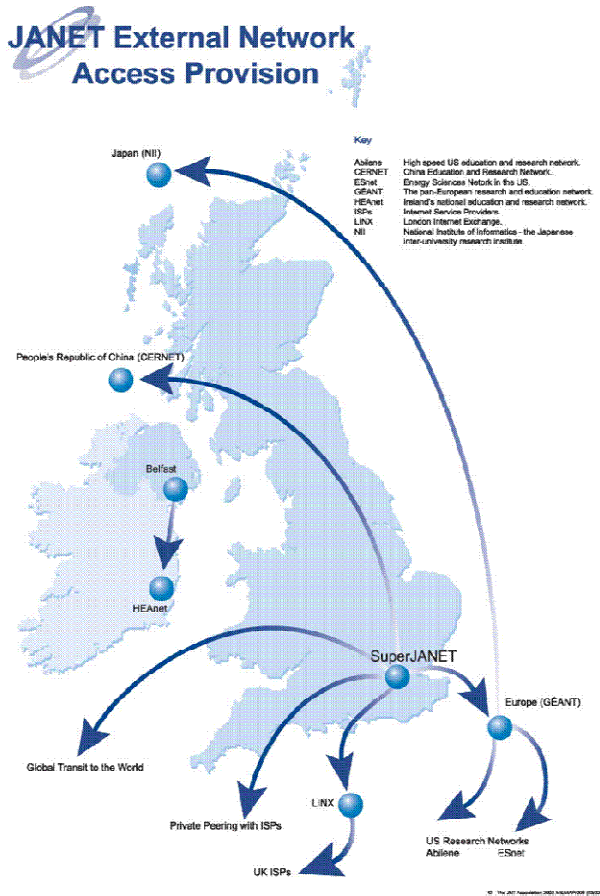 JANET External Network
Access Provision
Japan (NII)
Key
Abilene High speed US education and research network.
CERNET China Education and Research Network.
ESnet Energy Sciences Netork in the US.
GÉANT The pan-European research and education network.
HEAnet Ireland's national education and research network.
ISPs Internet Service Providers.
LINX London Internet Exchange.
NII National Institute of Informatics - the Japanese
inter-university research institute.
People's Republic of China (CERNET)
Belfast
HEAnet
SuperJANET
Europe (GÉANT)
Global Transit to the World
LINX
Private Peering with ISPs
US Research Networks
Abilene ESnet
UK ISPs